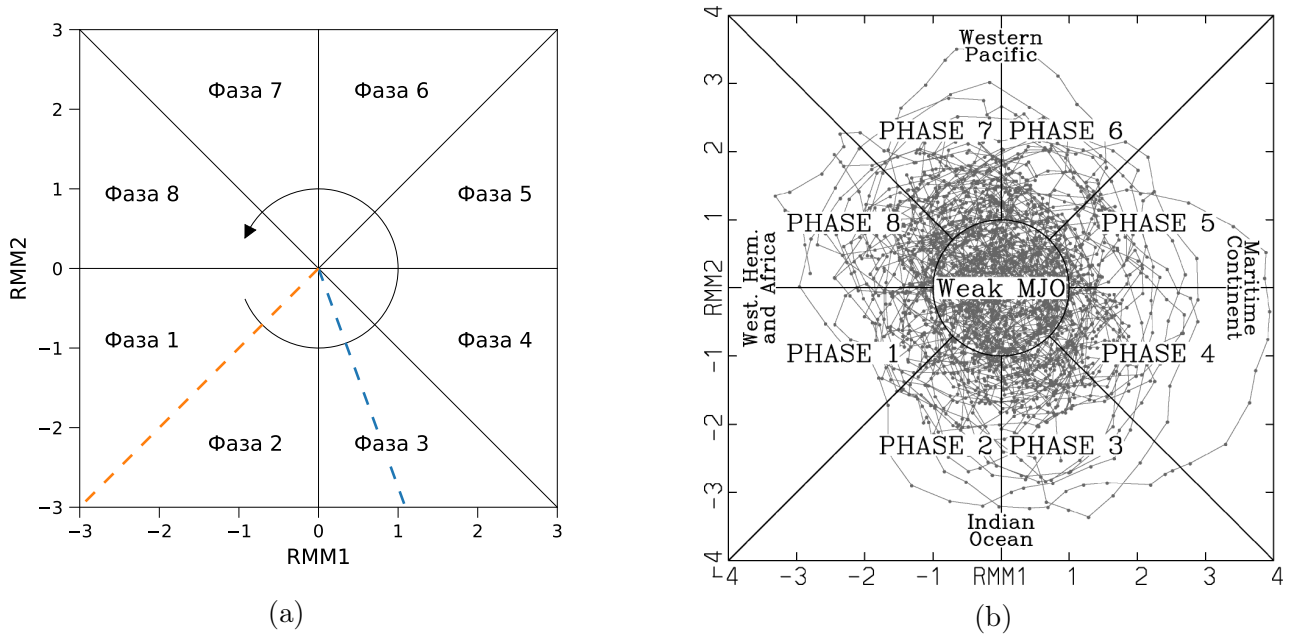 3
2
1
0
−1
−2
−3
RMM2
Фаза 7
Фаза 6
Фаза 8
Фаза 5
Фаза 1
Фаза 4
Фаза 2
Фаза 3
−3
−2
−1
0
1
2
3
RMM1
(a)
4
3
2
1
RMM2
-1
-2
-3
-4
Western
Pacific
PHASE 7
PHASE 6
PHASE 8
PHASE 5
West. Hem.
and Africa
Weak MJO
Maritime
Continent
PHASE 1
PHASE 4
PHASE 2
PHASE 3
Indian
Ocean
-4
-3
-2
-1
RMM1
1
2
3
4
(b)